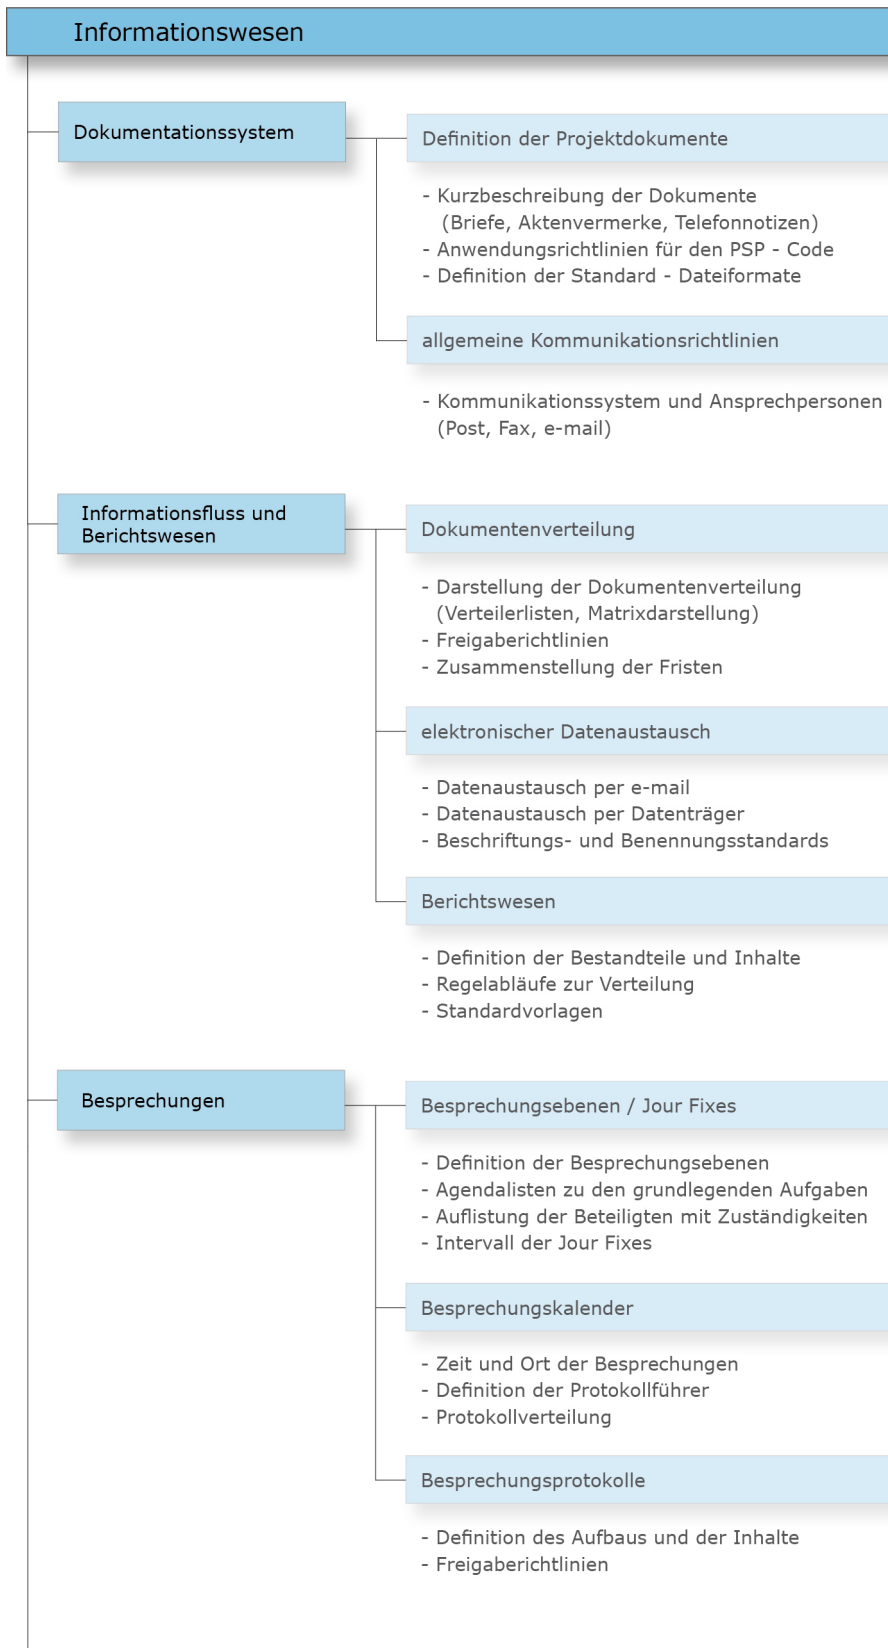 Informationswesen
Dokumentationssystem
Definition der Projektdokumente
- Kurzbeschreibung der Dokumente
(Briefe, Aktenvermerke, Telefonnotizen)
- Anwendungsrichtlinien für den PSP - Code
- Definition der Standard - Dateiformate
allgemeine Kommunikationsrichtlinien
- Kommunikationssystem und Ansprechpersonen
(Post, Fax, e-mail)
Informationsfluss und
Berichtswesen
Dokumentenverteilung
- Darstellung der Dokumentenverteilung
(Verteilerlisten, Matrixdarstellung)
- Freigaberichtlinien
- Zusammenstellung der Fristen
elektronischer Datenaustausch
- Datenaustausch per e-mail
- Datenaustausch per Datenträger
- Beschriftungs- und Benennungsstandards
Berichtswesen
- Definition der Bestandteile und Inhalte
- Regelabläufe zur Verteilung
- Standardvorlagen
Besprechungen
Besprechungsebenen / Jour Fixes
- Definition der Besprechungsebenen
- Agendalisten zu den grundlegenden Aufgaben
- Auflistung der Beteiligten mit Zuständigkeiten
- Intervall der Jour Fixes
Besprechungskalender
- Zeit und Ort der Besprechungen
- Definition der Protokollführer
- Protokollverteilung
Besprechungsprotokolle
- Definition des Aufbaus und der Inhalte
- Freigaberichtlinien